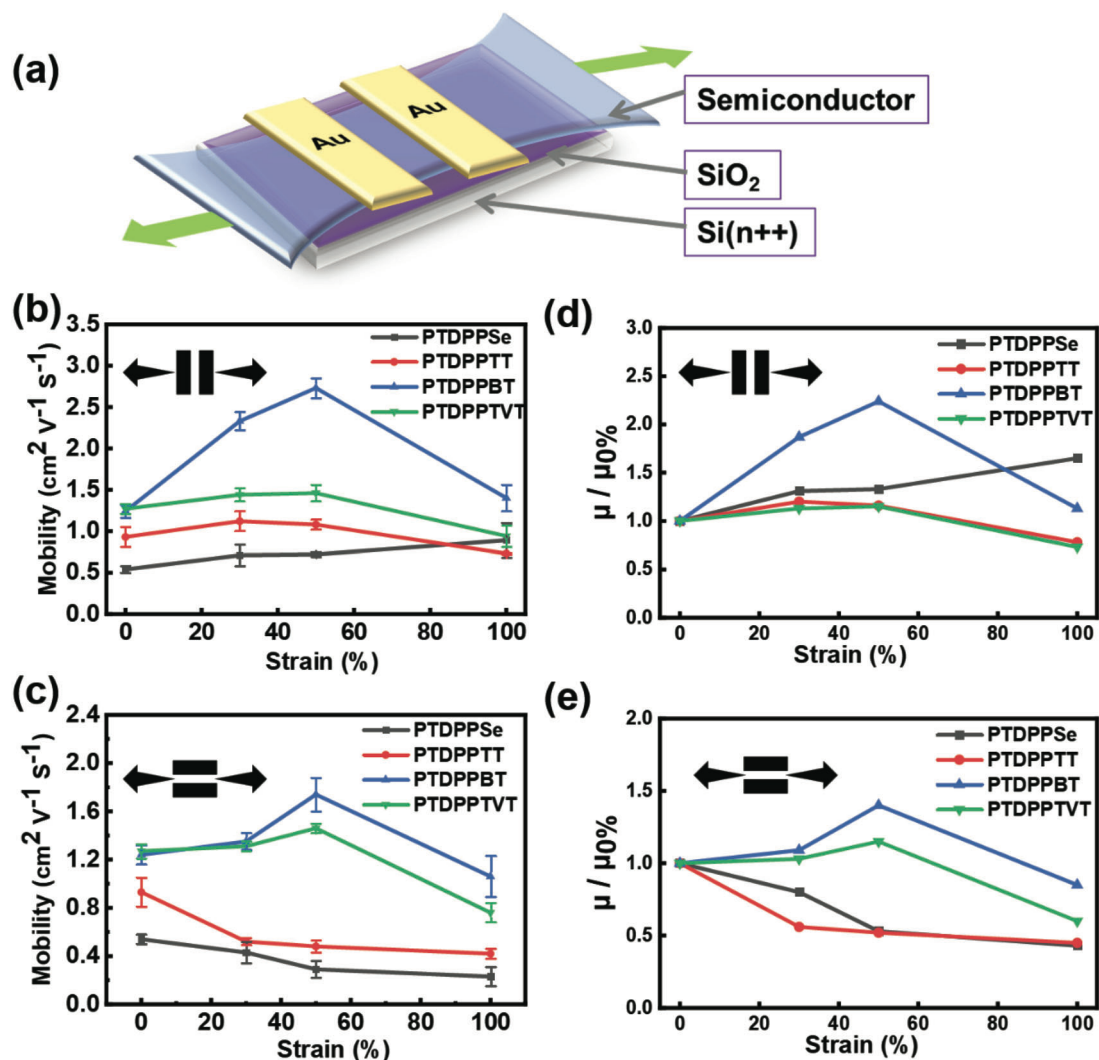 (a)
Au
Au
Semiconductor
SiO₂
Si(n++)
(b)
Mobility (cm² v⁻¹ s⁻¹)
3.5
3.0
2.5
2.0
1.5
1.0
0.5
0.0
PTDPPSe
PTDPPTT
PTDPPBT
PTDPPTVT
0 20 40 60 80 100
Strain (%)
(d)
μ / μ0%
3.0
2.5
2.0
1.5
1.0
0.5
0.0
PTDPPSe
PTDPPTT
PTDPPBT
PTDPPTVT
0 20 40 60 80 100
Strain (%)
(c)
Mobility (cm² v⁻¹ s⁻¹)
2.4
2.0
1.6
1.2
0.8
0.4
0.0
PTDPPSe
PTDPPTT
PTDPPBT
PTDPPTVT
0 20 40 60 80 100
Strain (%)
(e)
μ / μ0%
2.0
1.5
1.0
0.5
0.0
PTDPPSe
PTDPPTT
PTDPPBT
PTDPPTVT
0 20 40 60 80 100
Strain (%)